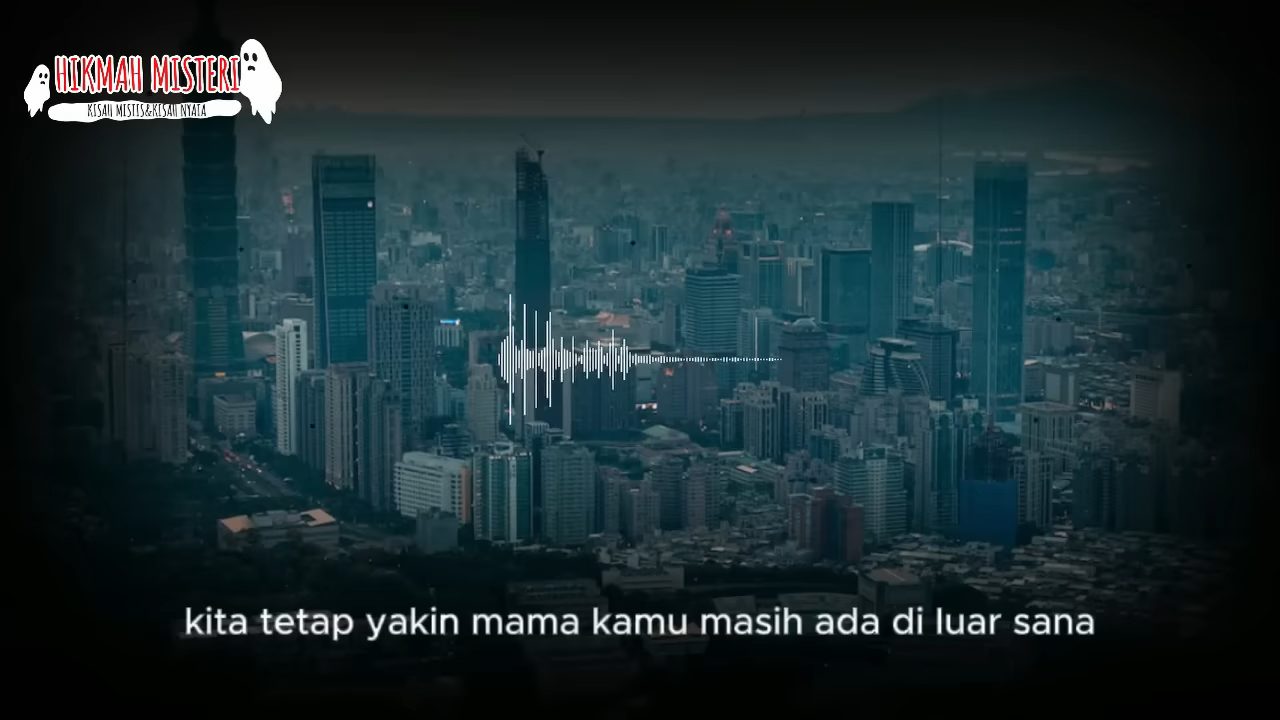 HIKMAH MISTERI
KISAH MISTIS&KISAH NYATA
kita tetap yakin mama kamu masih ada di luar sana